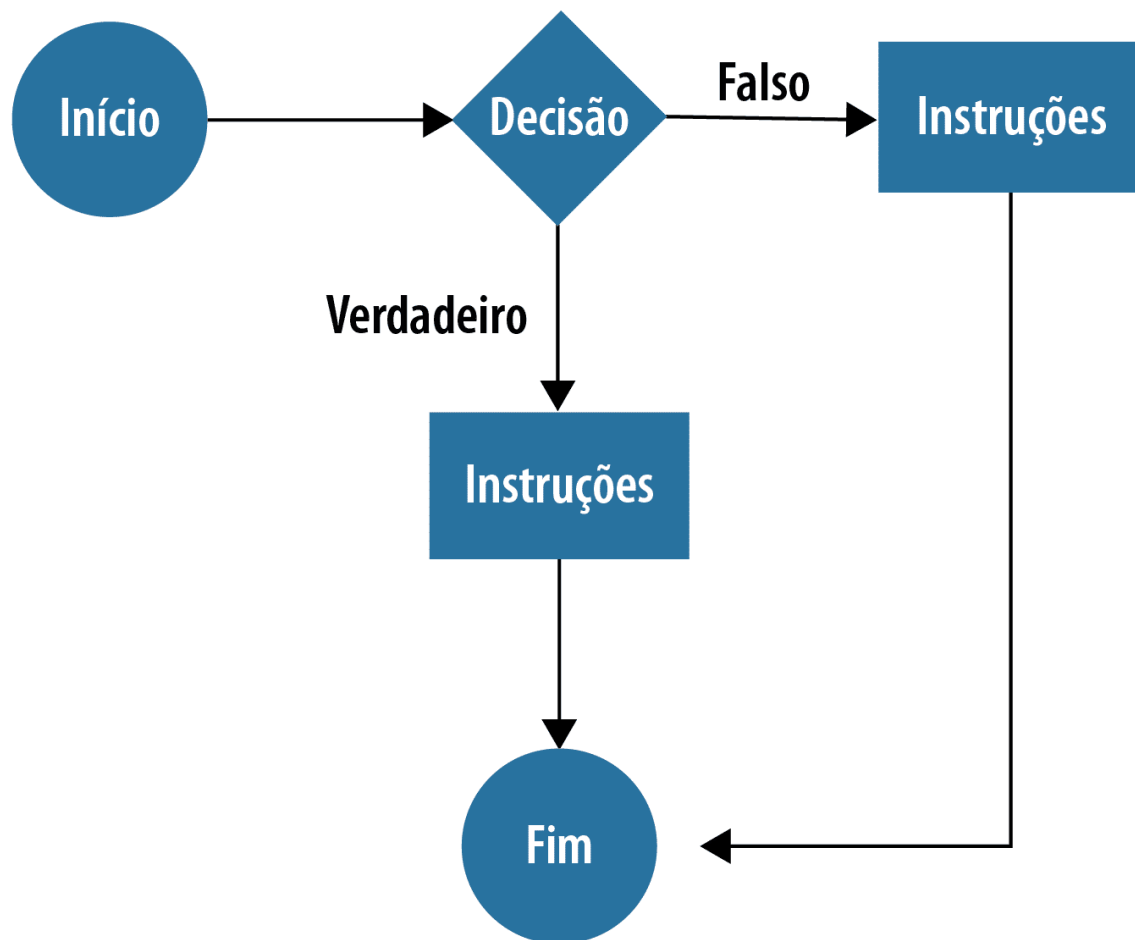 Início
Decisão
Falso
Instruções
Verdadeiro
Instruções
Fim